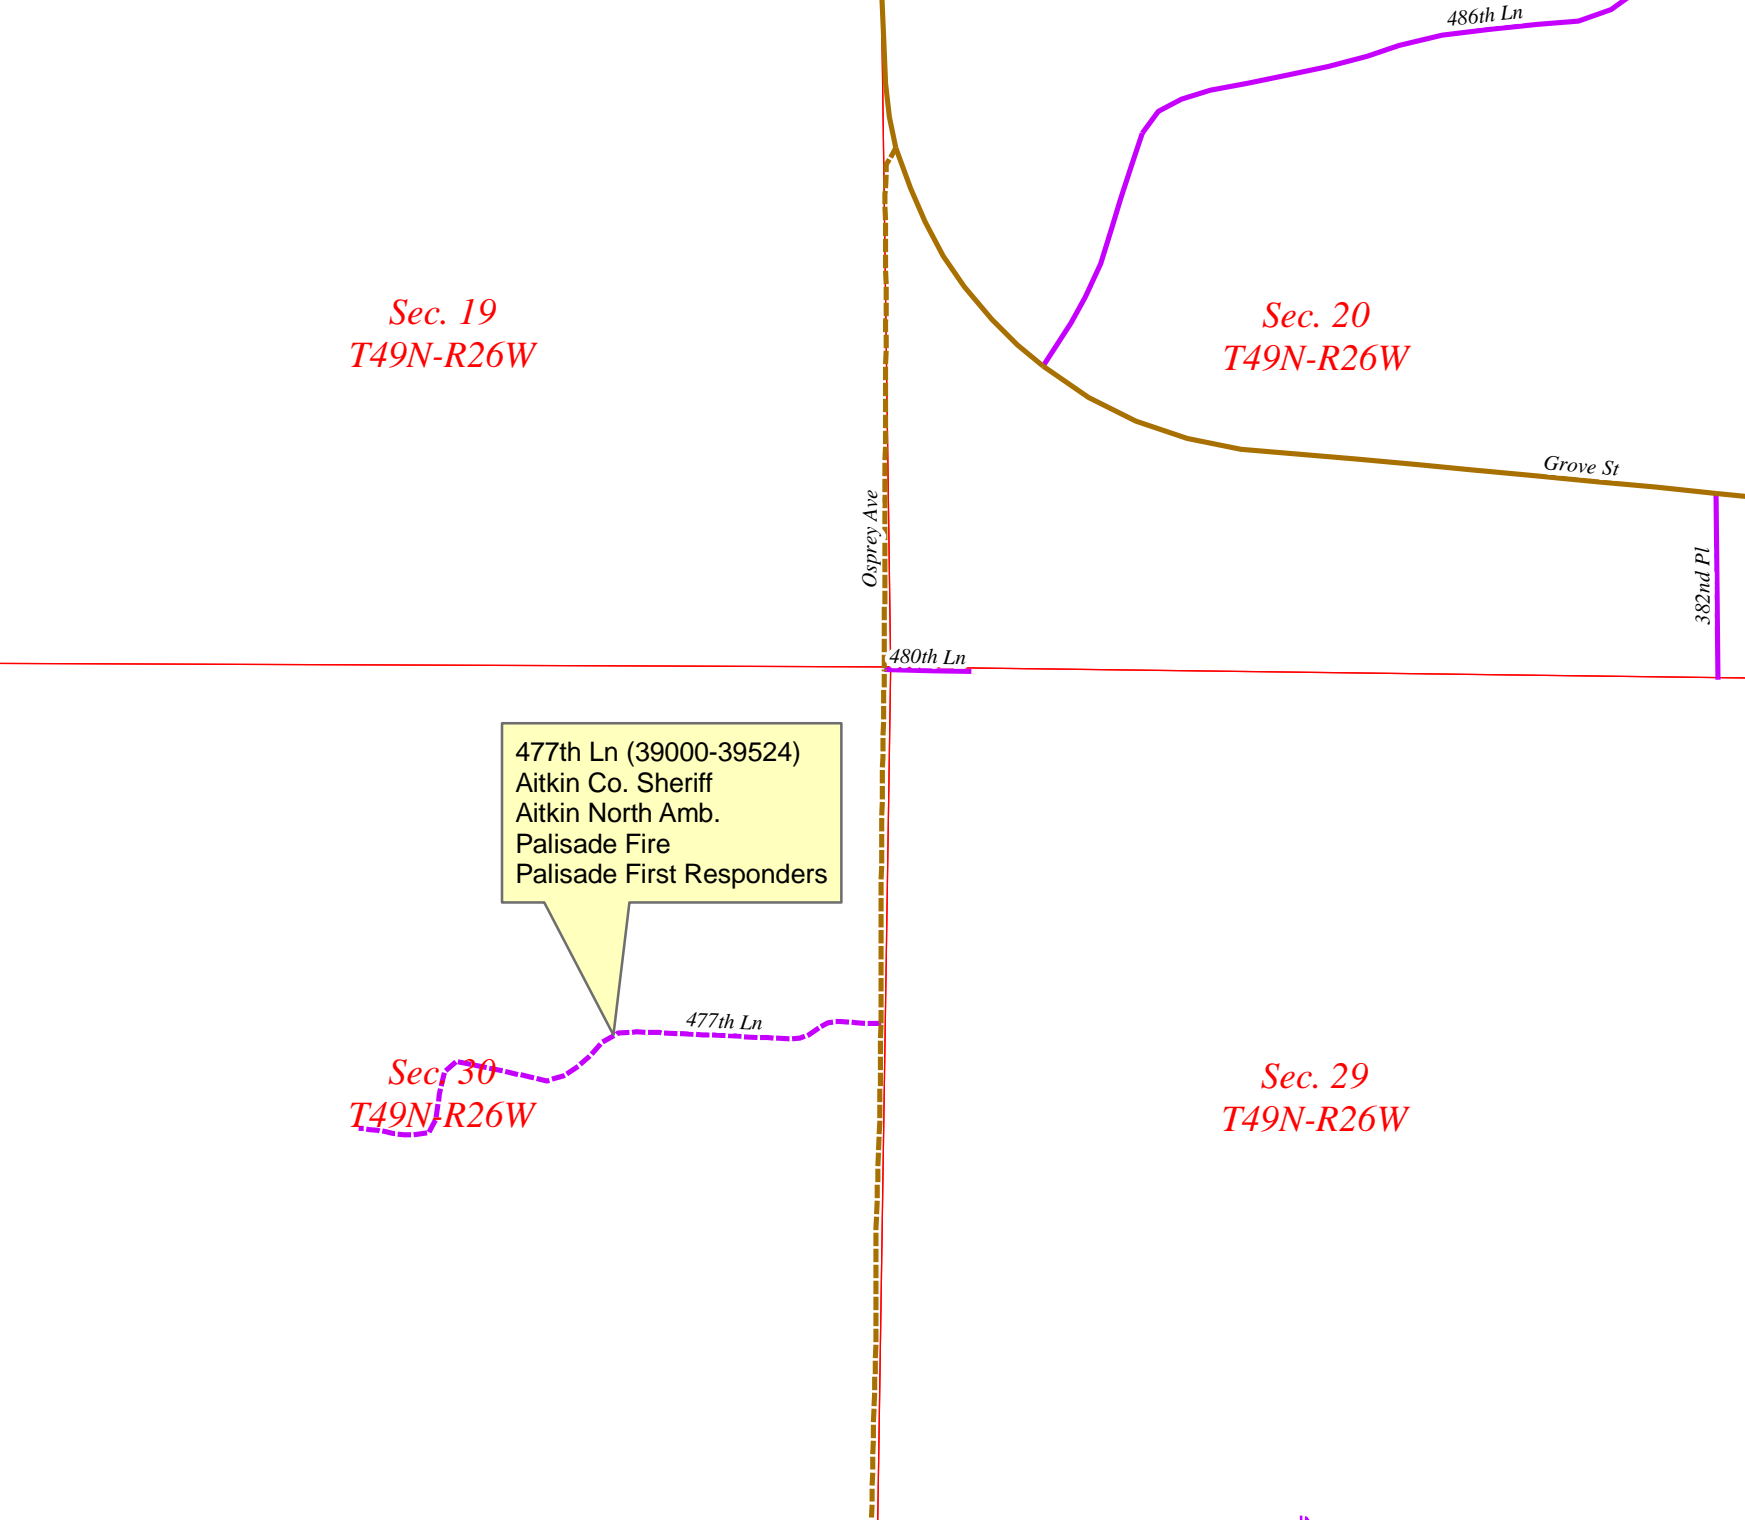 486th Ln
Sec. 19
T49N-R26W
Sec. 20
T49N-R26W
Grove St
Osprey Ave
382nd Pl
480th Ln
477th Ln (39000-39524)
Aitkin Co. Sheriff
Aitkin North Amb.
Palisade Fire
Palisade First Responders
477th Ln
Sec. 30
T49N-R26W
Sec. 29
T49N-R26W